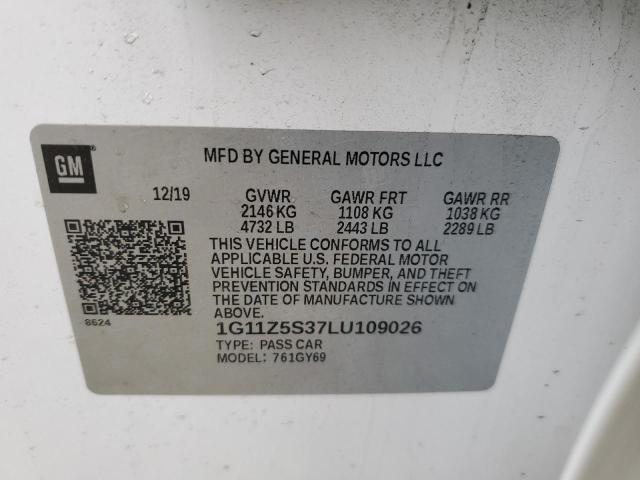 GM
MFD BY GENERAL MOTORS LLC
12/19 GVWR GAWR FRT GAWR RR
2146 KG 1108 KG 1038 KG
4732 LB 2443 LB 2289 LB
THIS VEHICLE CONFORMS TO ALL
APPLICABLE U.S. FEDERAL MOTOR
VEHICLE SAFETY, BUMPER, AND THEFT
PREVENTION STANDARDS IN EFFECT ON
THE DATE OF MANUFACTURE SHOWN
ABOVE.
8624
1G11Z5S37LU109026
TYPE: PASS CAR
MODEL: 761GY69